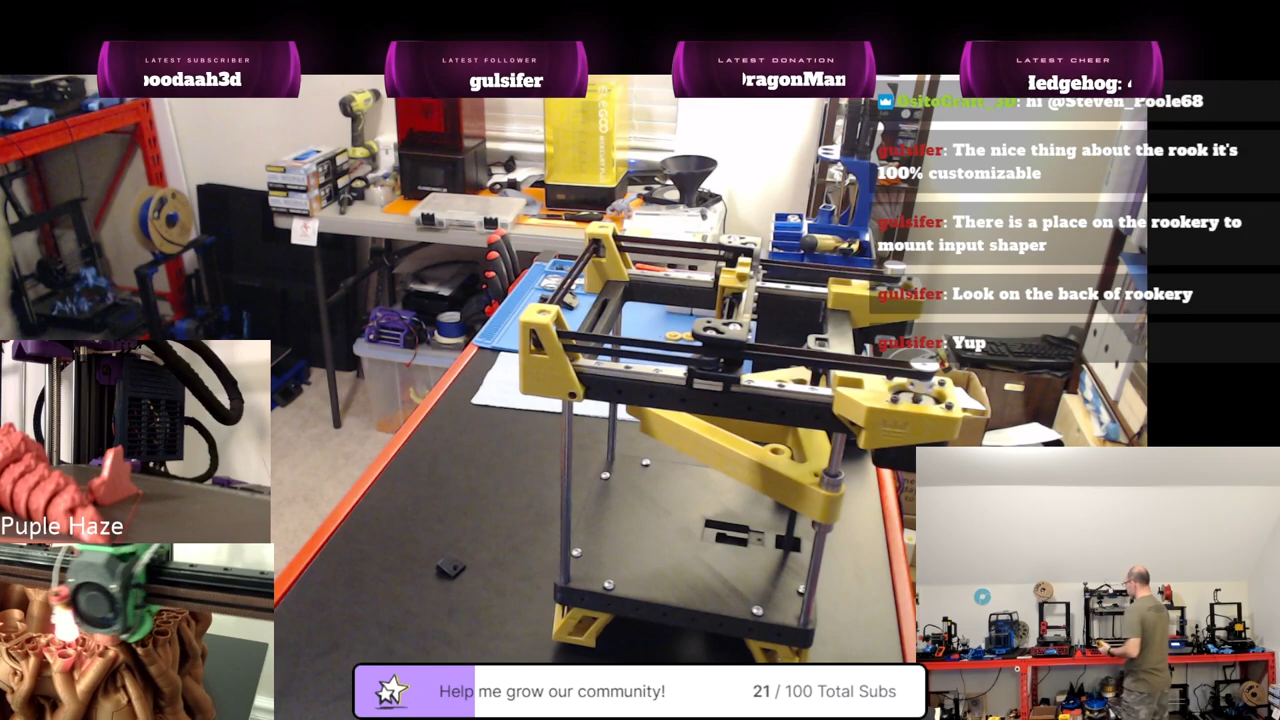 LATEST SUBSCRIBER
oodaah3d
LATEST FOLLOWER
gulsifer
LATEST DONATION
ragonMan
LATEST CHEER
ledgehog:
OsitoCraft_3D: hi @Steven_Poole68
gulsifer: The nice thing about the rook it's
100% customizable
gulsifer: There is a place on the rookery to
mount input shaper
gulsifer: Look on the back of rookery
gulsifer: Yup
Puple Haze
Help me grow our community!
21 / 100 Total Subs